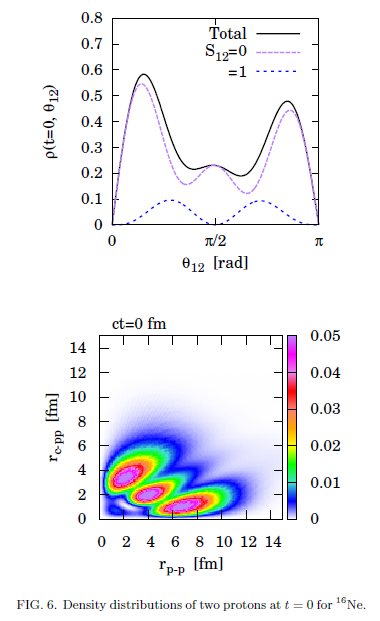 0.8
0.7
0.6
0.5
0.4
0.3
0.2
0.1
0
ρ(t=0, θ12)
Total
S12=0
=1
0 π/2 π
θ12 [rad]
ct=0 fm
14
12
10
8
6
4
2
0
rc-pp [fm]
0 2 4 6 8 10 12 14
rp-p [fm]
0.05
0.04
0.03
0.02
0.01
0
FIG. 6. Density distributions of two protons at t = 0 for 16Ne.